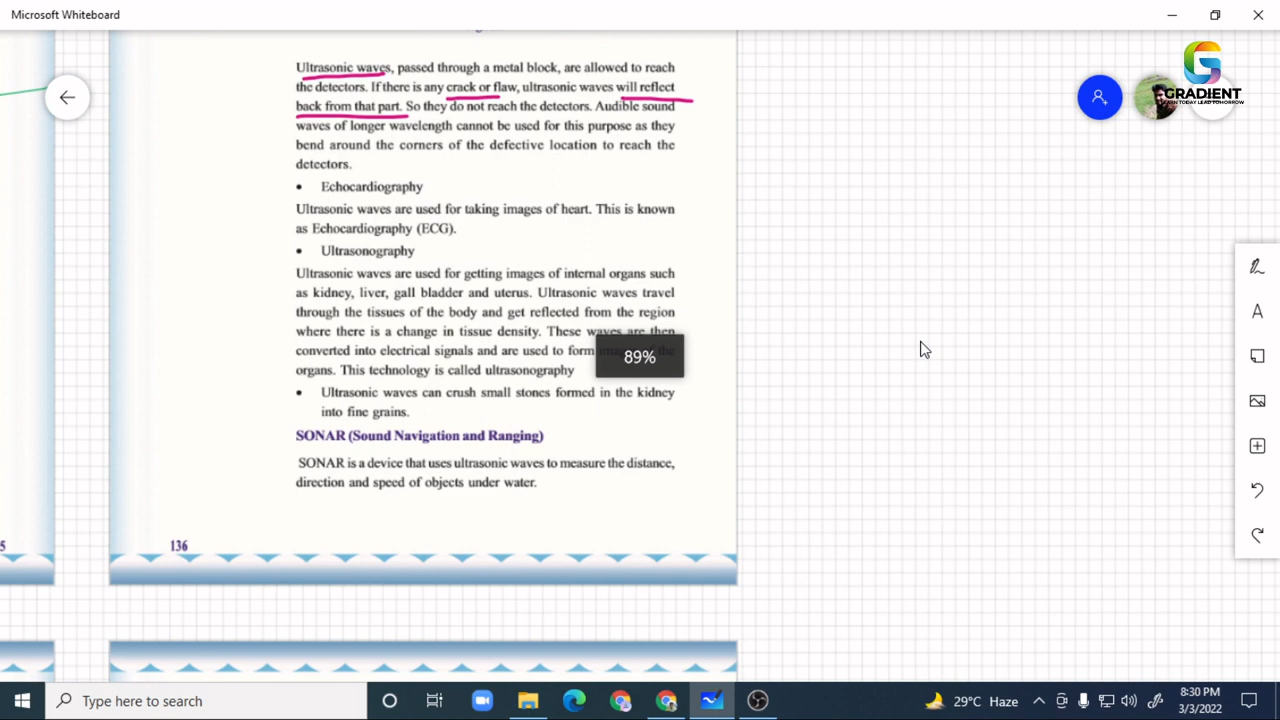 Microsoft Whiteboard
GRADIENT
LEARN TODAY LEAD TOMORROW
Ultrasonic waves, passed through a metal block, are allowed to reach
the detectors. If there is any crack or flaw, ultrasonic waves will reflect
back from that part. So they do not reach the detectors. Audible sound
waves of longer wavelength cannot be used for this purpose as they
bend around the corners of the defective location to reach the
detectors.
• Echocardiography
Ultrasonic waves are used for taking images of heart. This is known
as Echocardiography (ECG).
• Ultrasonography
Ultrasonic waves are used for getting images of internal organs such
as kidney, liver, gall bladder and uterus. Ultrasonic waves travel
through the tissues of the body and get reflected from the region
where there is a change in tissue density. These waves are then
converted into electrical signals and are used to form the
organs. This technology is called ultrasonography
89%
• Ultrasonic waves can crush small stones formed in the kidney
into fine grains.
SONAR (Sound Navigation and Ranging)
SONAR is a device that uses ultrasonic waves to measure the distance,
direction and speed of objects under water.
5
136
Type here to search
29°C Haze
8:30 PM
3/3/2022